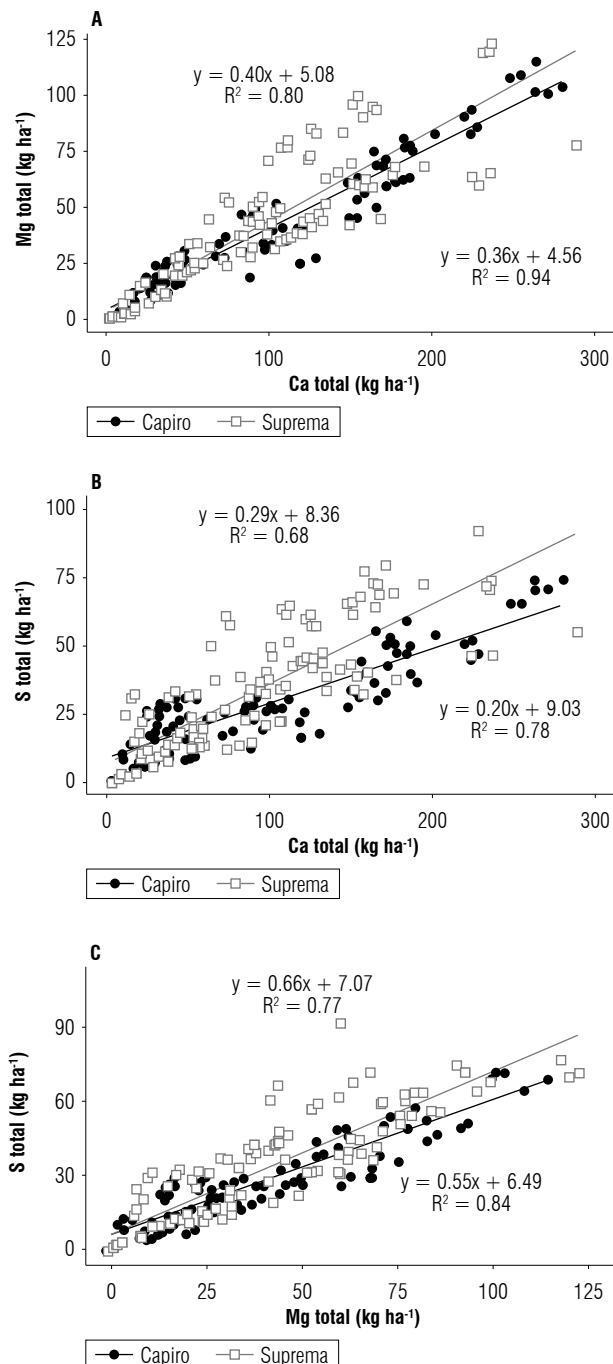 A
125
100
75
50
25
0
Mg total (kg ha⁻¹)
y = 0.40x + 5.08
R² = 0.80
y = 0.36x + 4.56
R² = 0.94
0 100 200 300
Ca total (kg ha⁻¹)
Capiro Suprema
B
100
75
50
25
0
S total (kg ha⁻¹)
y = 0.29x + 8.36
R² = 0.68
y = 0.20x + 9.03
R² = 0.78
0 100 200 300
Ca total (kg ha⁻¹)
Capiro Suprema
C
90
60
30
0
S total (kg ha⁻¹)
y = 0.66x + 7.07
R² = 0.77
y = 0.55x + 6.49
R² = 0.84
0 25 50 75 100 125
Mg total (kg ha⁻¹)
Capiro Suprema